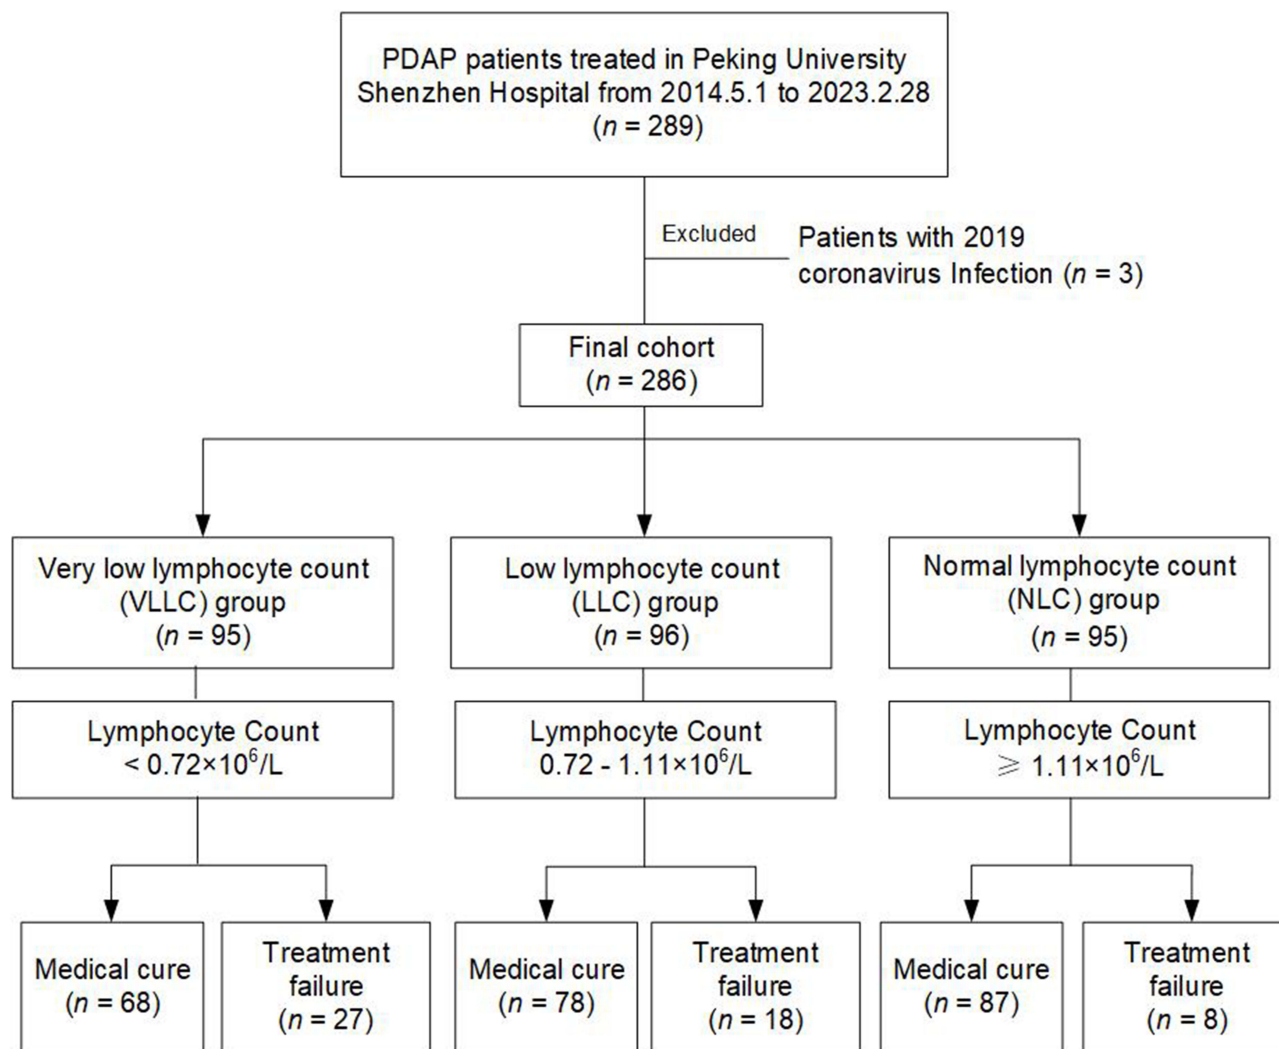 PDAP patients treated in Peking University
Shenzhen Hospital from 2014.5.1 to 2023.2.28
(n = 289)
Excluded
Patients with 2019
coronavirus Infection (n = 3)
Final cohort
(n = 286)
Very low lymphocyte count
(VLLC) group
(n = 95)
Low lymphocyte count
(LLC) group
(n = 96)
Normal lymphocyte count
(NLC) group
(n = 95)
Lymphocyte Count
< 0.72×10⁶/L
Lymphocyte Count
0.72 - 1.11×10⁶/L
Lymphocyte Count
⩾ 1.11×10⁶/L
Medical cure
(n = 68)
Treatment
failure
(n = 27)
Medical cure
(n = 78)
Treatment
failure
(n = 18)
Medical cure
(n = 87)
Treatment
failure
(n = 8)